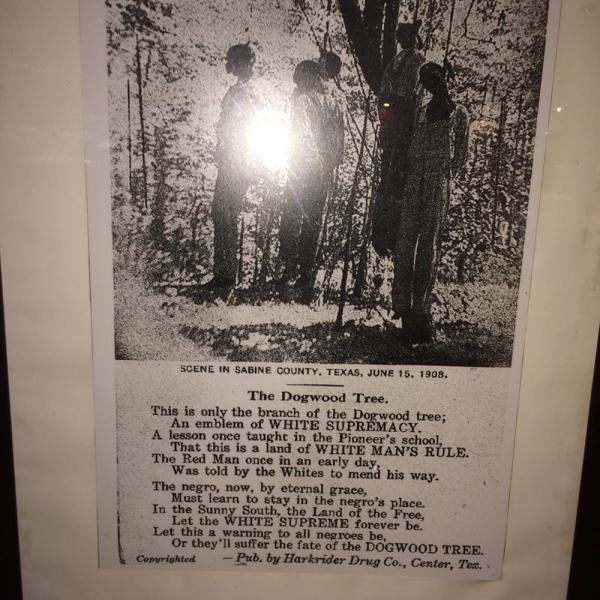 SCENE IN SABINE COUNTY, TEXAS, JUNE 15, 1908.
The Dogwood Tree.
This is only the branch of the Dogwood tree;
An emblem of WHITE SUPREMACY.
A lesson once taught in the Pioneer's school,
That this is a land of WHITE MAN'S RULE.
The Red Man once in an early day,
Was told by the Whites to mend his way.
The negro, now, by eternal grace,
Must learn to stay in the negro's place.
In the Sunny South, the Land of the Free,
Let the WHITE SUPREME forever be.
Let this a warning to all negroes be,
Or they'll suffer the fate of the DOGWOOD TREE.
Copyrighted —Pub. by Harkrider Drug Co., Center, Tex.